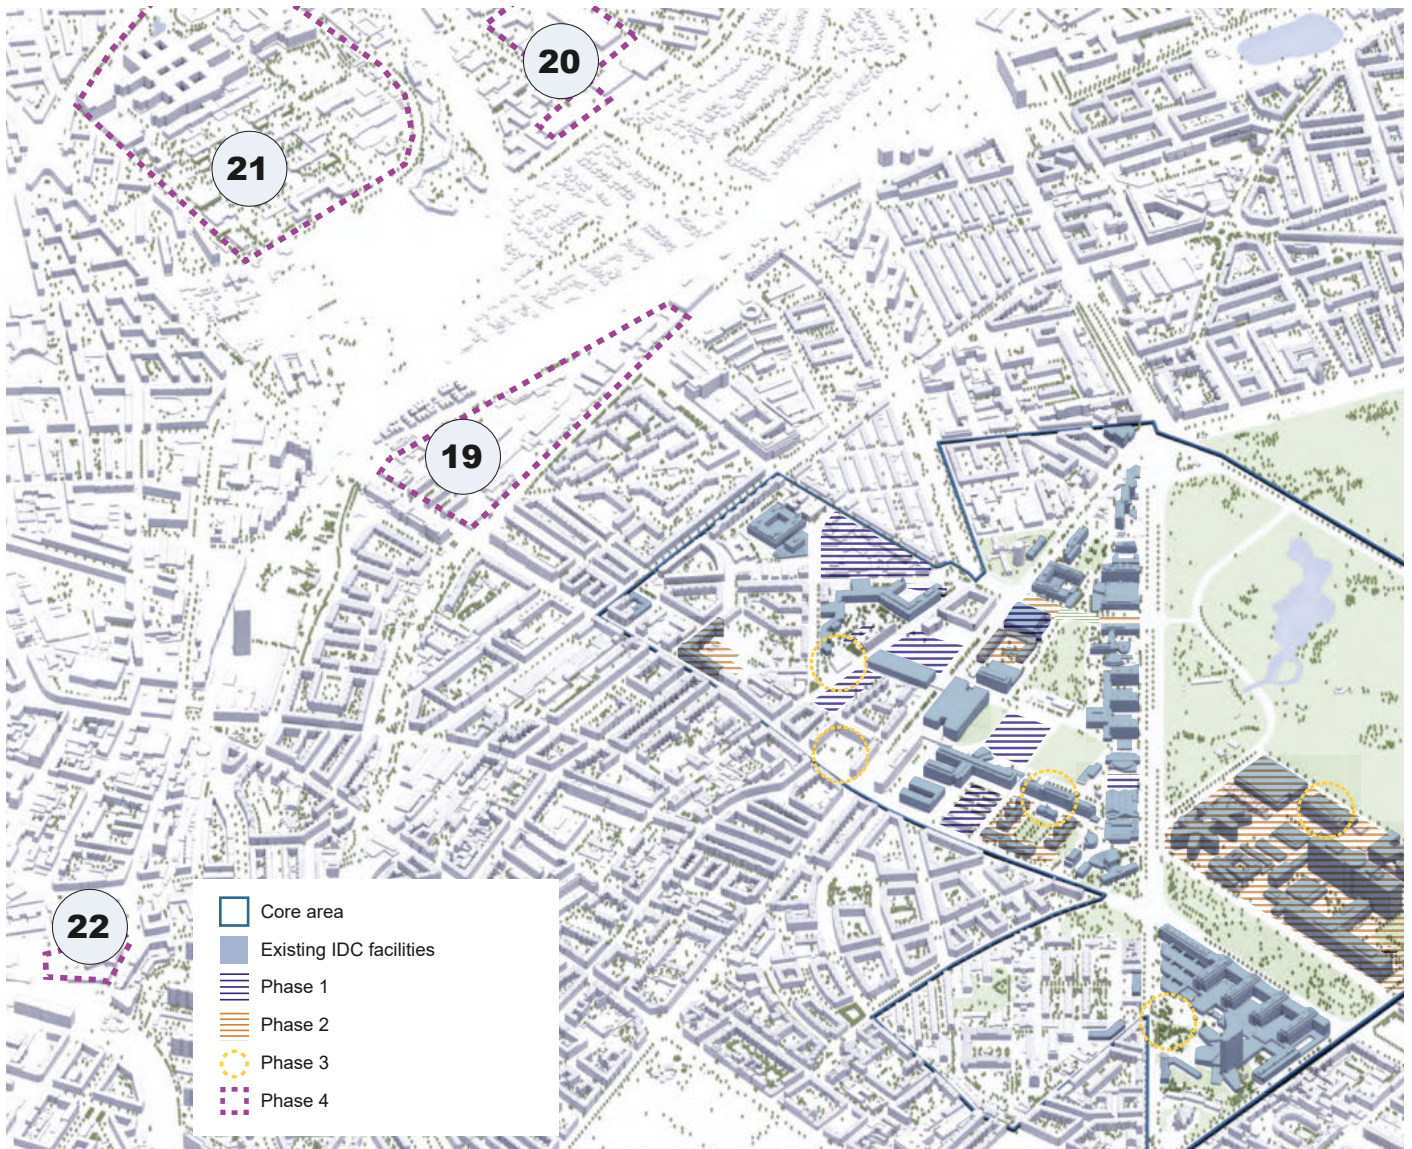 20
21
19
22
Core area
Existing IDC facilities
Phase 1
Phase 2
Phase 3
Phase 4